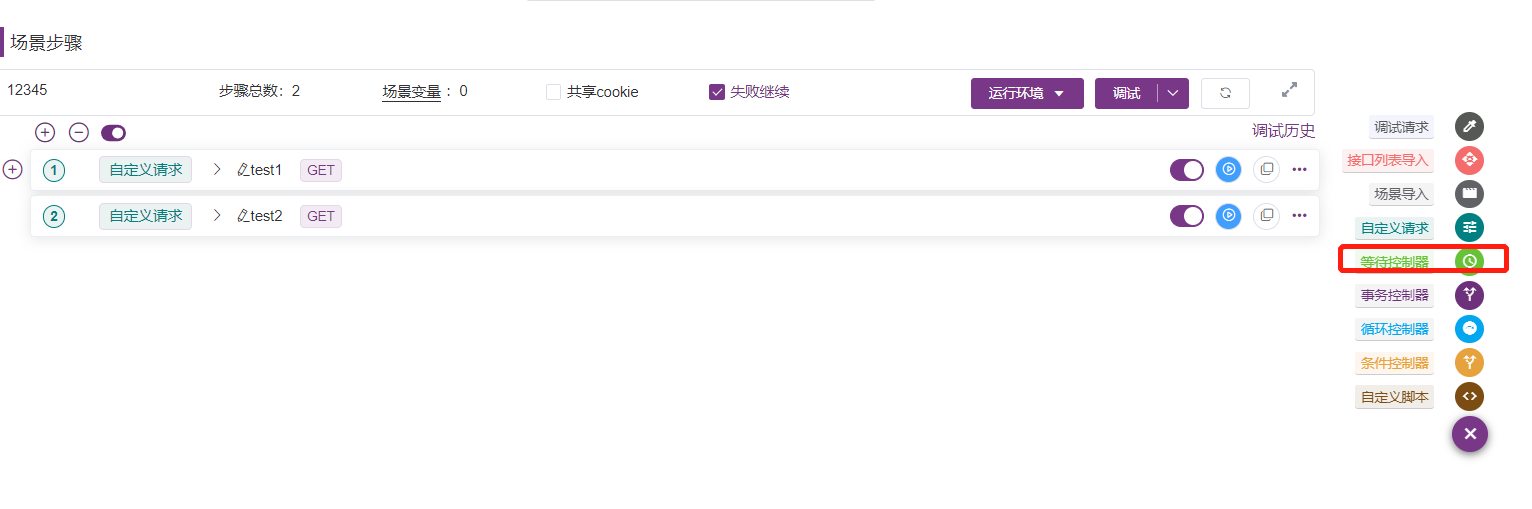 场景步骤
12345 步骤总数：2 场景变量：0 共享cookie 失败继续 运行环境 调试
调试历史
1 自定义请求 test1 GET
2 自定义请求 test2 GET
调试请求
接口列表导入
场景导入
自定义请求
等待控制器
事务控制器
循环控制器
条件控制器
自定义脚本